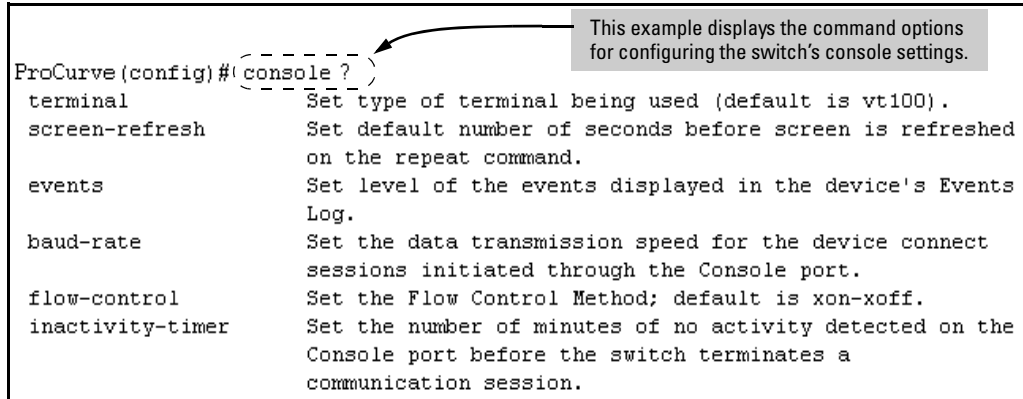 This example displays the command options
for configuring the switch's console settings.
ProCurve(config)# console ?
terminal Set type of terminal being used (default is vt100).
screen-refresh Set default number of seconds before screen is refreshed
on the repeat command.
events Set level of the events displayed in the device's Events
Log.
baud-rate Set the data transmission speed for the device connect
sessions initiated through the Console port.
flow-control Set the Flow Control Method; default is xon-xoff.
inactivity-timer Set the number of minutes of no activity detected on the
Console port before the switch terminates a
communication session.